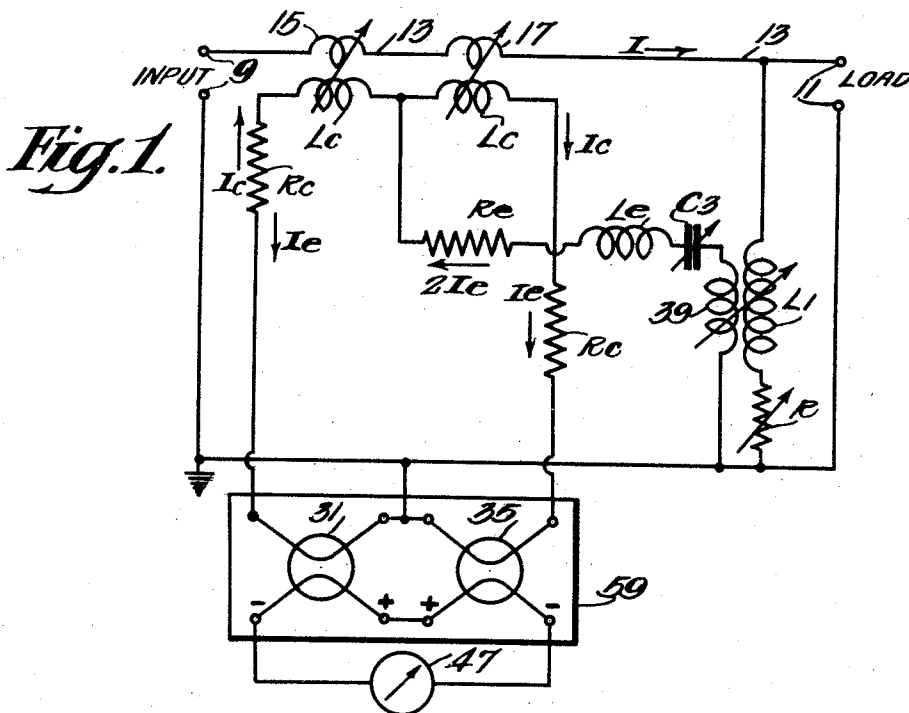 15
13
17
I
13
INPUT
9
11
LOAD
Fig. 1.
Lc
Lc
Ic
Rc
Ic
Re
Le
C3
Ie
2Ie
Ie
39
L1
Rc
R
31
35
59
-
+
+
-
47